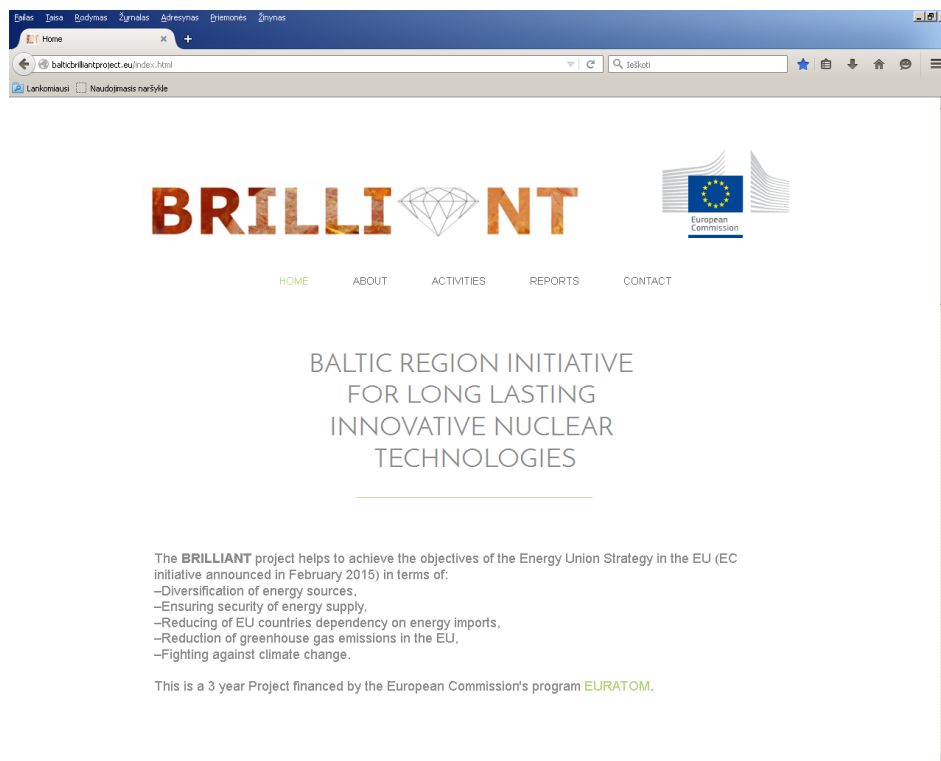 Failas Taisa Rodymas Žurnalas Adresynas Priemonės Žinynas
Home
balticbrilliantproject.eu/index.html
Ieškoti
Lankomiausi Naudojimasis naršykle
BRILLIANT
European
Commission
HOME ABOUT ACTIVITIES REPORTS CONTACT
BALTIC REGION INITIATIVE
FOR LONG LASTING
INNOVATIVE NUCLEAR
TECHNOLOGIES
The BRILLIANT project helps to achieve the objectives of the Energy Union Strategy in the EU (EC
initiative announced in February 2015) in terms of:
–Diversification of energy sources,
–Ensuring security of energy supply,
–Reducing of EU countries dependency on energy imports,
–Reduction of greenhouse gas emissions in the EU,
–Fighting against climate change.
This is a 3 year Project financed by the European Commission's program EURATOM.